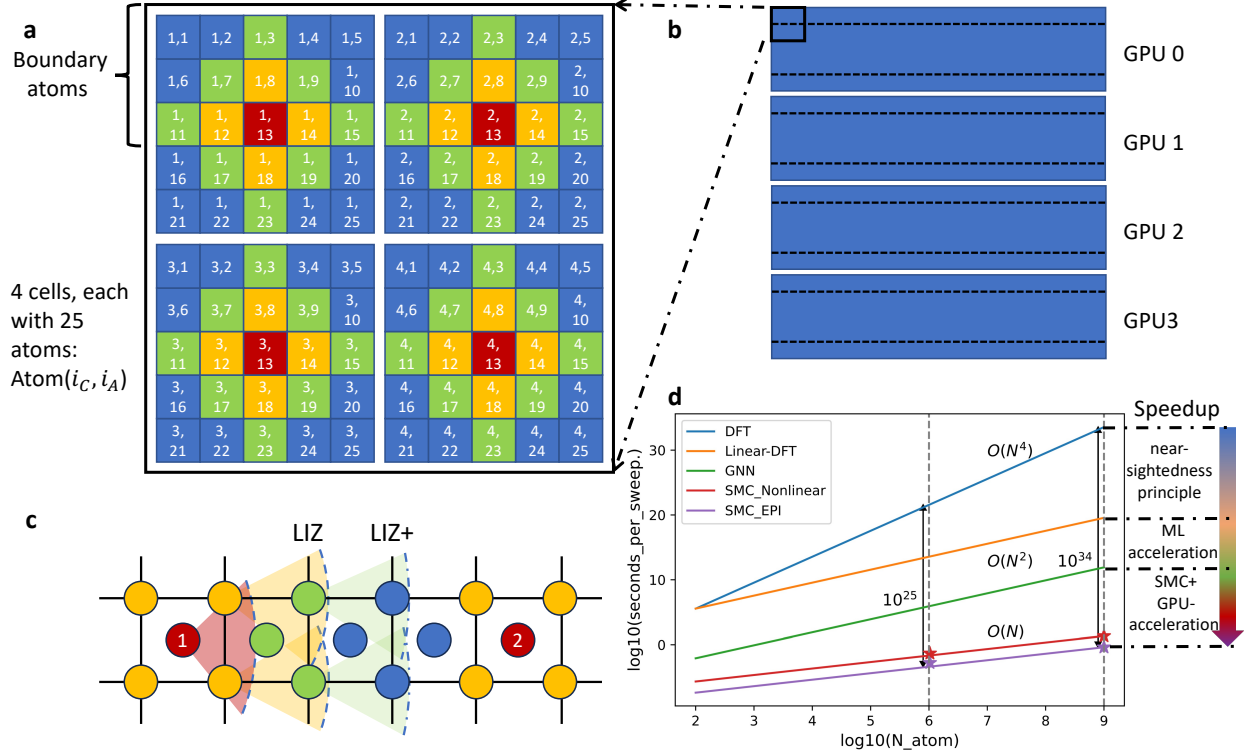 a
Boundary
atoms
1,1 1,2 1,3 1,4 1,5 2,1 2,2 2,3 2,4 2,5
1,6 1,7 1,8 1,9 1, 10 2,6 2,7 2,8 2,9 2, 10
1, 11 1, 12 1, 13 1, 14 1, 15 2, 11 2, 12 2, 13 2, 14 2, 15
1, 16 1, 17 1, 18 1, 19 1, 20 2, 16 2, 17 2, 18 2, 19 2, 20
1, 21 1, 22 1, 23 1, 24 1, 25 2, 21 2, 22 2, 23 2, 24 2, 25
4 cells, each
with 25
atoms:
Atom(i_C, i_A)
3,1 3,2 3,3 3,4 3,5 4,1 4,2 4,3 4,4 4,5
3,6 3,7 3,8 3,9 3, 10 4,6 4,7 4,8 4,9 4, 10
3, 11 3, 12 3, 13 3, 14 3, 15 4, 11 4, 12 4, 13 4, 14 4, 15
3, 16 3, 17 3, 18 3, 19 3, 20 4, 16 4, 17 4, 18 4, 19 4, 20
3, 21 3, 22 3, 23 3, 24 3, 25 4, 21 4, 22 4, 23 4, 24 4, 25
b
GPU 0
GPU 1
GPU 2
GPU3
c
LIZ LIZ+
1 2
d
DFT
Linear-DFT
GNN
SMC_Nonlinear
SMC_EPI
O(N^4)
O(N^2)
O(N)
10^25
10^34
log10(seconds_per_sweep.)
30
20
10
0
2 3 4 5 6 7 8 9
log10(N_atom)
Speedup
near-
sightedness
principle
ML
acceleration
SMC+
GPU-
acceleration